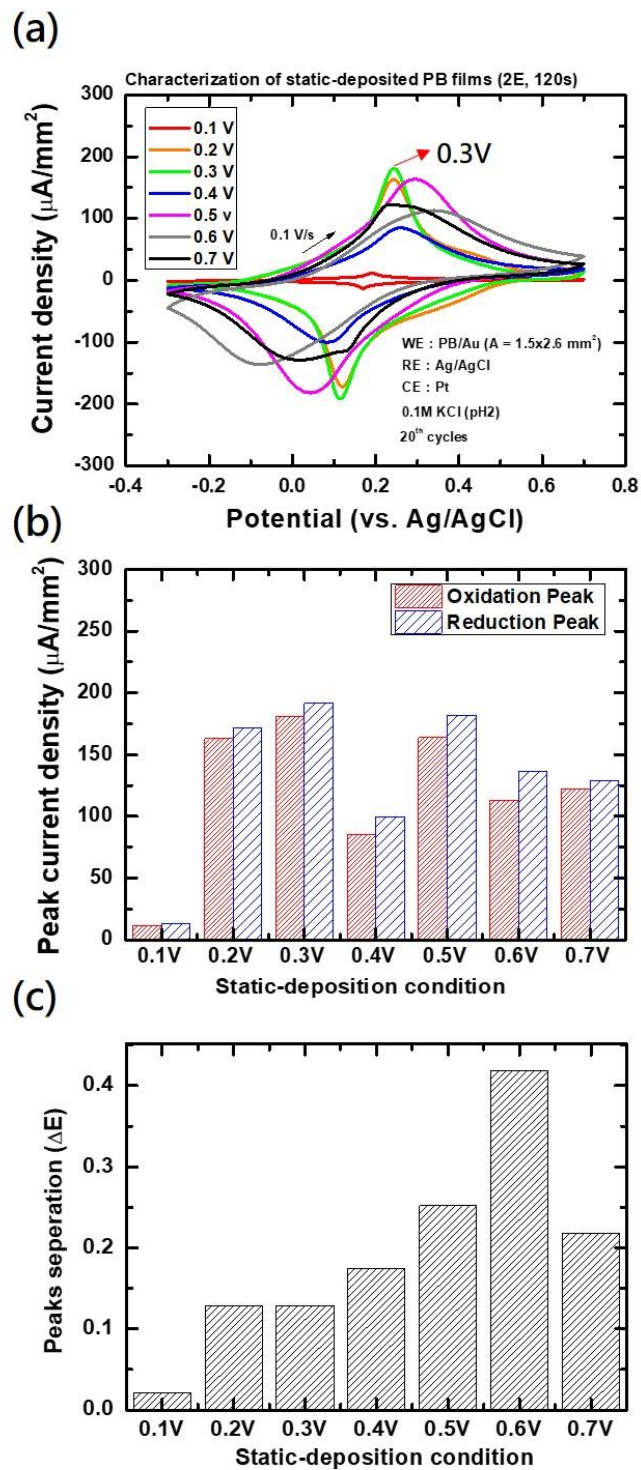 (a)
Characterization of static-deposited PB films (2E, 120s)
300
200
100
0
-100
-200
-300
Current density (μA/mm²)
0.1 V
0.2 V
0.3 V
0.4 V
0.5 v
0.6 V
0.7 V
0.3V
0.1 V/s
WE : PB/Au (A = 1.5x2.6 mm²)
RE : Ag/AgCl
CE : Pt
0.1M KCl (pH2)
20th cycles
-0.4 -0.2 0.0 0.2 0.4 0.6 0.8
Potential (vs. Ag/AgCl)
(b)
300
250
200
150
100
50
0
Peak current density (μA/mm²)
Oxidation Peak
Reduction Peak
0.1V 0.2V 0.3V 0.4V 0.5V 0.6V 0.7V
Static-deposition condition
(c)
0.4
0.3
0.2
0.1
0.0
Peaks seperation (ΔE)
0.1V 0.2V 0.3V 0.4V 0.5V 0.6V 0.7V
Static-deposition condition